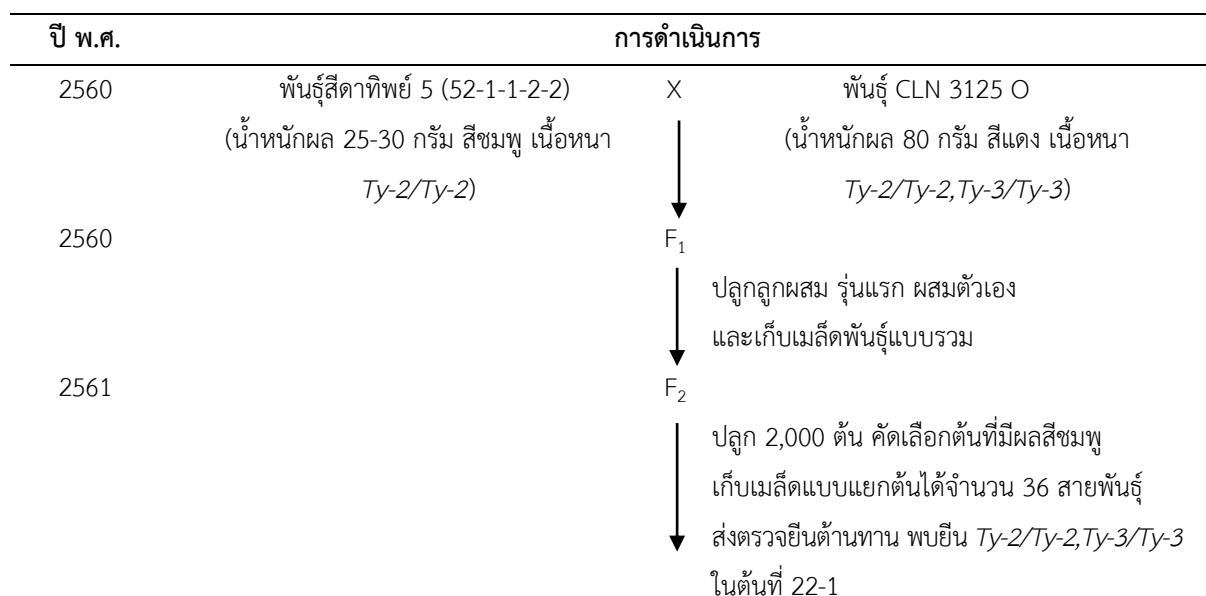 ปี พ.ศ. การดำเนินการ
2560 พันธุ์สีดาทิพย์ 5 (52-1-1-2-2) X พันธุ์ CLN 3125 O
(น้ำหนักผล 25-30 กรัม สีชมพู เนื้อหนา (น้ำหนักผล 80 กรัม สีแดง เนื้อหนา
Ty-2/Ty-2) Ty-2/Ty-2,Ty-3/Ty-3)
2560 F1
ปลูกลูกผสม รุ่นแรก ผสมตัวเอง
และเก็บเมล็ดพันธุ์แบบรวม
2561 F2
ปลูก 2,000 ต้น คัดเลือกต้นที่มีผลสีชมพู
เก็บเมล็ดแบบแยกต้นได้จำนวน 36 สายพันธุ์
ส่งตรวจยีนต้านทาน พบยีน Ty-2/Ty-2,Ty-3/Ty-3
ในต้นที่ 22-1